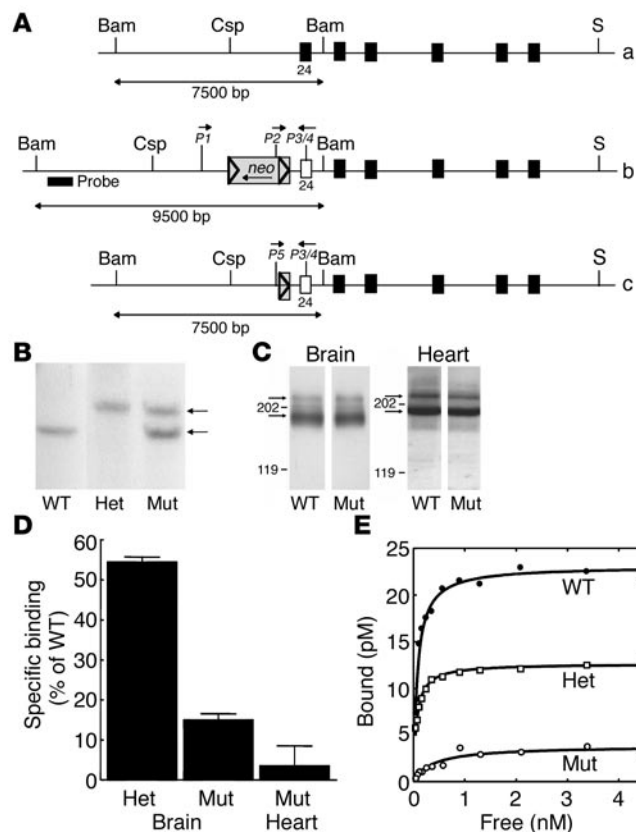 A
Bam Csp Bam S
24 a
7500 bp
P1 P2 P3/4
Bam Csp Bam S
neo
Probe 24 b
9500 bp
P5 P3/4
Csp Bam S
Bam
24 c
7500 bp
B C Brain Heart
202 202
119 119
WT Het Mut WT Mut WT Mut
D E
60
50
40
30
20
10
0
Specific binding
(% of WT)
Het Mut Mut
Brain Heart
25
20
15
10
5
0
Bound (pM)
WT
Het
Mut
0 1 2 3 4
Free (nM)